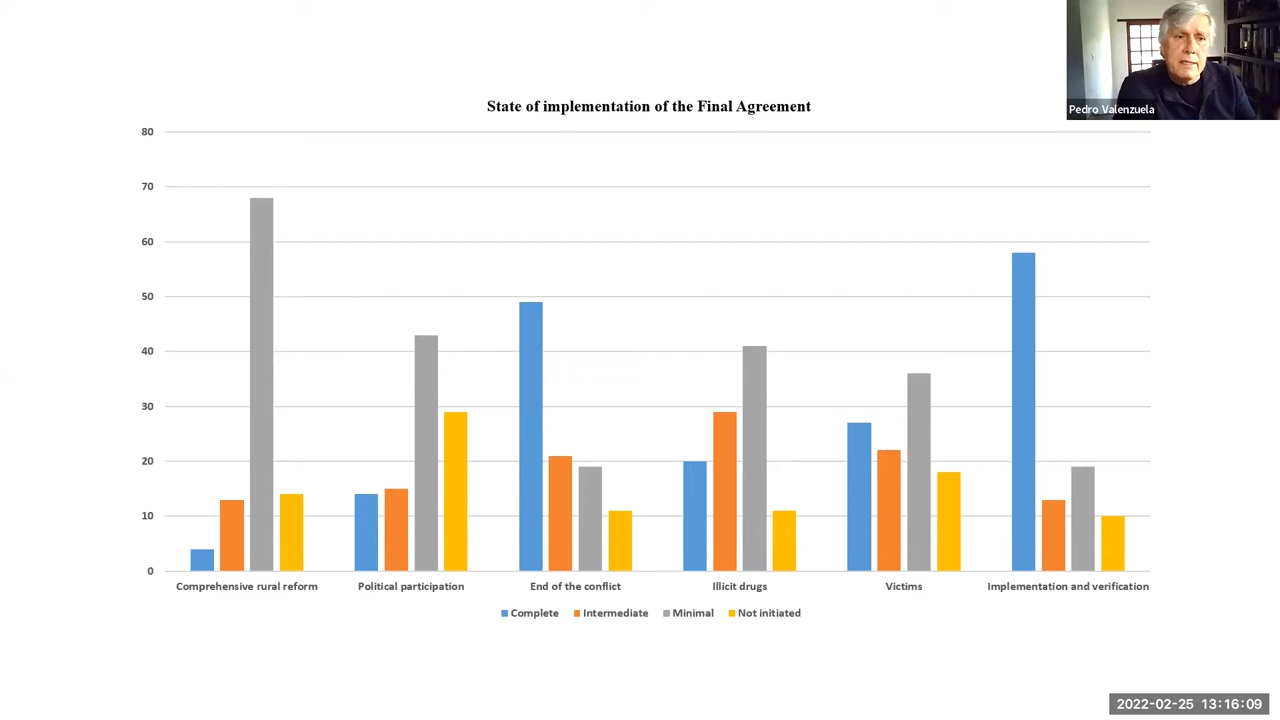 Pedro Valenzuela
State of implementation of the Final Agreement
80
70
60
50
40
30
20
10
0
Comprehensive rural reform Political participation End of the conflict Illicit drugs Victims Implementation and verification
Complete Intermediate Minimal Not initiated
2022-02-25 13:16:09